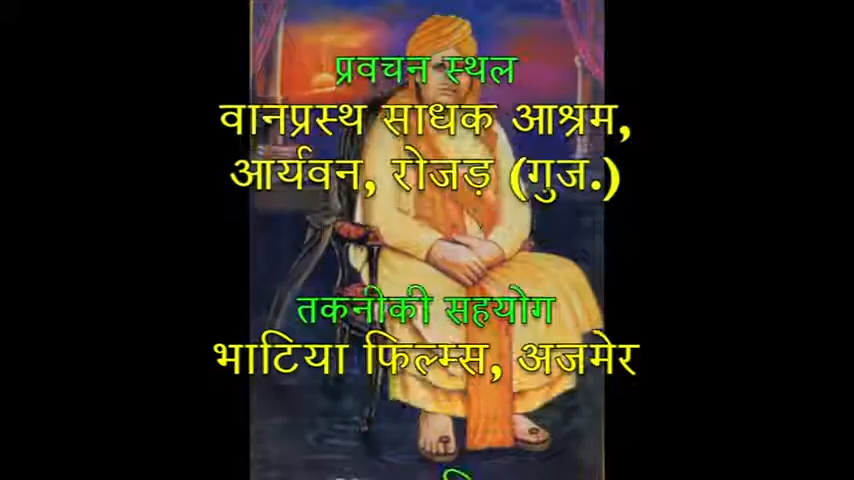 प्रवचन स्थल
वानप्रस्थ साधक आश्रम,
आर्यवन, रोजड़ (गुज.)
तकनीकी सहयोग
भाटिया फिल्म्स, अजमेर